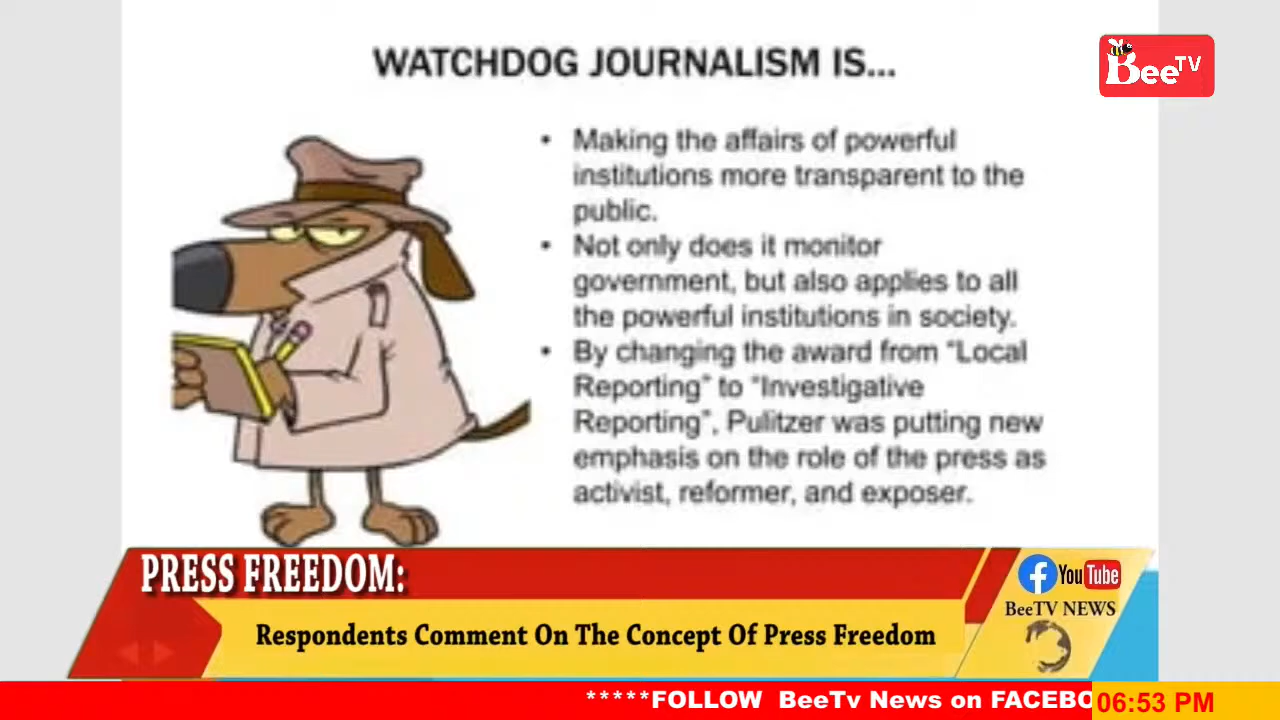 WATCHDOG JOURNALISM IS...
BeeTV
• Making the affairs of powerful
institutions more transparent to the
public.
• Not only does it monitor
government, but also applies to all
the powerful institutions in society.
• By changing the award from “Local
Reporting” to “Investigative
Reporting”, Pulitzer was putting new
emphasis on the role of the press as
activist, reformer, and exposer.
PRESS FREEDOM:
Respondents Comment On The Concept Of Press Freedom
f YouTube
BeeTV NEWS
*****FOLLOW BeeTv News on FACEBO
06:53 PM